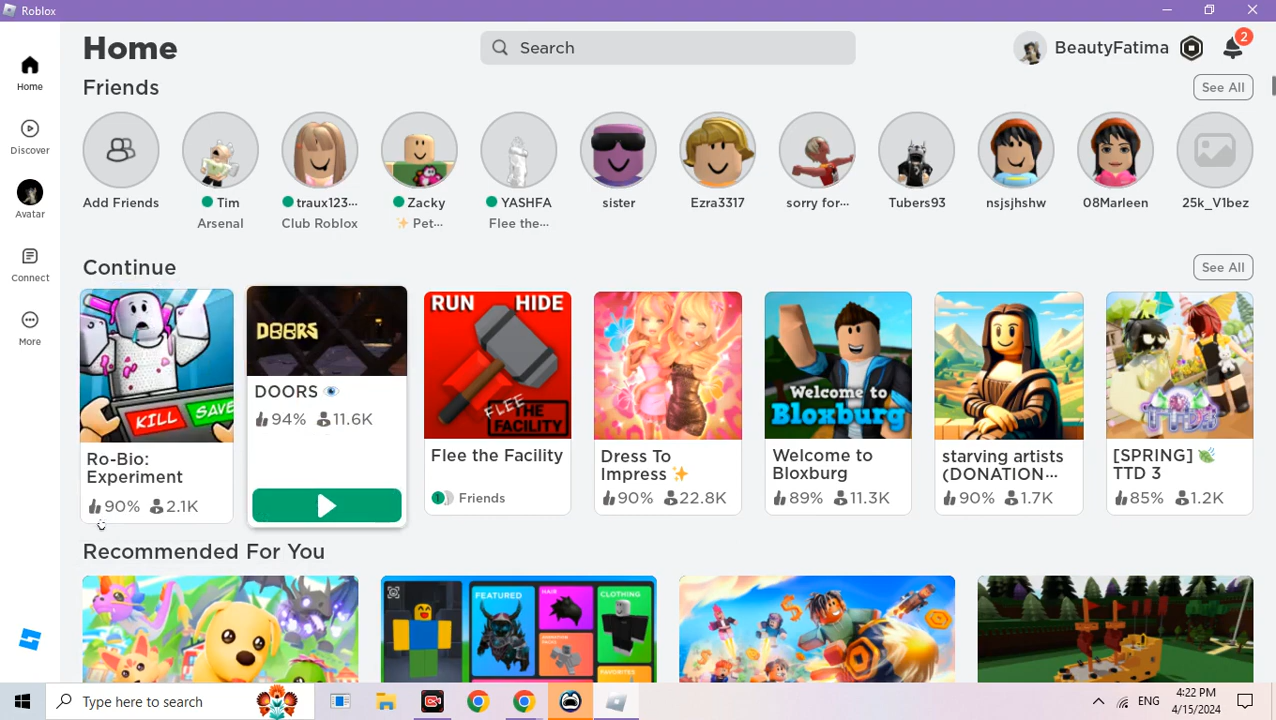 Roblox
Home
Search
BeautyFatima
2
Home
Discover
Avatar
Connect
More
Friends
See All
Add Friends
Tim
Arsenal
traux123...
Club Roblox
Zacky
✨ Pet...
YASHFA
Flee the...
sister
Ezra3317
sorry for...
Tubers93
nsjsjhshw
08Marleen
25k_V1bez
Continue
See All
KILL SAVE
Ro-Bio:
Experiment
90% 2.1K
DOORS
DOORS 👁
94% 11.6K
RUN HIDE
FLEE THE
FACILITY
Flee the Facility
Friends
Dress To
Impress ✨
90% 22.8K
Welcome to
Bloxburg
Welcome to
Bloxburg
89% 11.3K
starving artists
(DONATION...
90% 1.7K
TTD3
[SPRING] 🍃
TTD 3
85% 1.2K
Recommended For You
FEATURED
HAIR
CLOTHING
FAVORITES
Type here to search
ENG
4:22 PM
4/15/2024